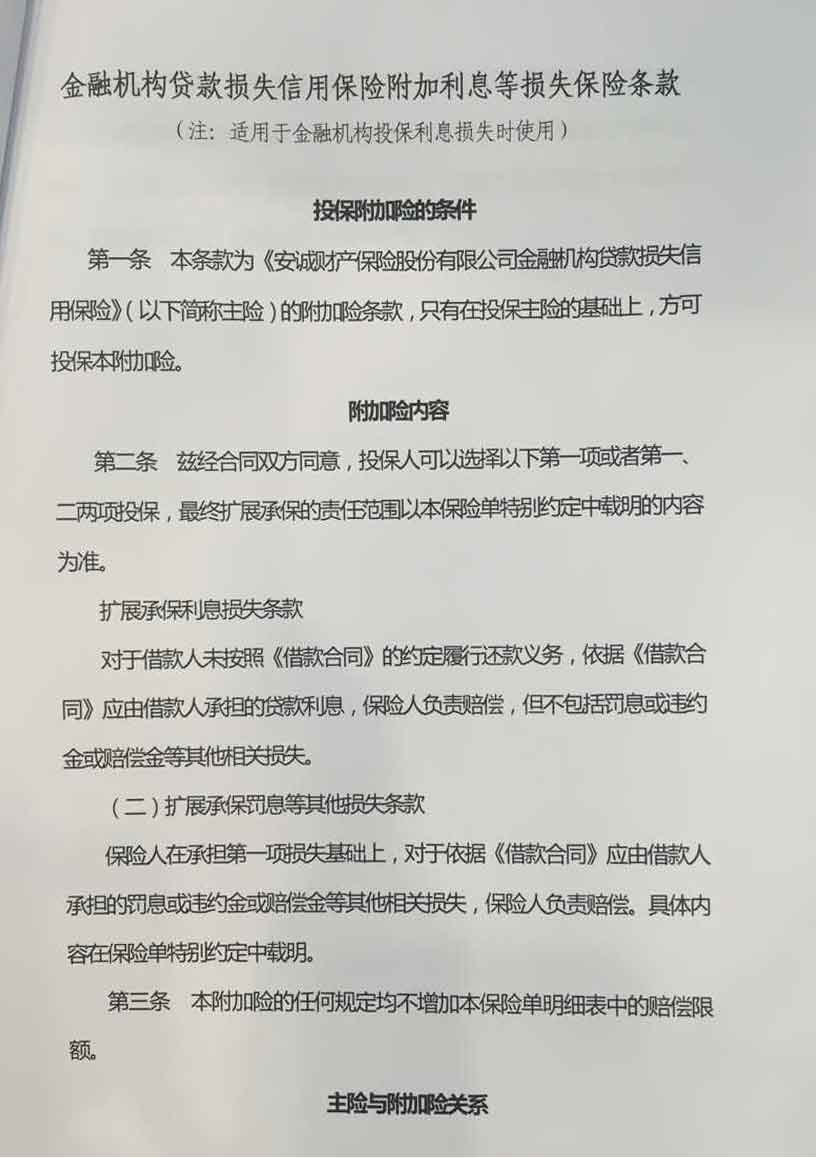 金融机构贷款损失信用保险附加利息等损失保险条款
（注：适用于金融机构投保利息损失时使用）
投保附加险的条件
第一条 本条款为《安诚财产保险股份有限公司金融机构贷款损失信
用保险》（以下简称主险）的附加险条款，只有在投保主险的基础上，方可
投保本附加险。
附加险内容
第二条 兹经合同双方同意，投保人可以选择以下第一项或者第一、
二两项投保，最终扩展承保的责任范围以本保险单特别约定中载明的内容
为准。
扩展承保利息损失条款
对于借款人未按照《借款合同》的约定履行还款义务，依据《借款合
同》应由借款人承担的贷款利息，保险人负责赔偿，但不包括罚息或违约
金或赔偿金等其他相关损失。
（二）扩展承保罚息等其他损失条款
保险人在承担第一项损失基础上，对于依据《借款合同》应由借款人
承担的罚息或违约金或赔偿金等其他相关损失，保险人负责赔偿。具体内
容在保险单特别约定中载明。
第三条 本附加险的任何规定均不增加本保险单明细表中的赔偿限
额。
主险与附加险关系